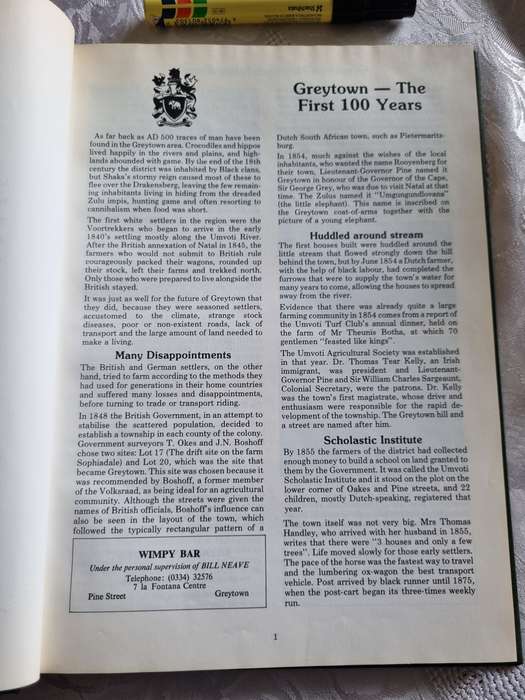 Greytown — The
First 100 Years
As far back as AD 500 traces of man have been
found in the Greytown area. Crocodiles and hippos
lived happily in the rivers and plains, and high-
lands abounded with game. By the end of the 18th
century the district was inhabited by Black clans,
but Shaka's stormy reign caused most of these to
flee over the Drakensberg, leaving the few remain-
ing inhabitants living in hiding from the dreaded
Zulu impis, hunting game and often resorting to
cannibalism when food was short.
The first white settlers in the region were the
Voortrekkers who began to arrive in the early
1840's settling mostly along the Umvoti River.
After the British annexation of Natal in 1845, the
farmers who would not submit to British rule
courageously packed their wagons, rounded up
their stock, left their farms and trekked north.
Only those who were prepared to live alongside the
British stayed.
It was just as well for the future of Greytown that
they did, because they were seasoned settlers,
accustomed to the climate, strange stock
diseases, poor or non-existent roads, lack of
transport and the large amount of land needed to
make a living.
Many Disappointments
The British and German settlers, on the other
hand, tried to farm according to the methods they
had used for generations in their home countries
and suffered many losses and disappointments,
before turning to trade or transport riding.
In 1848 the British Government, in an attempt to
stabilise the scattered population, decided to
establish a township in each county of the colony.
Government surveyors T. Okes and J.N. Boshoff
chose two sites: Lot 17 (The drift site on the farm
Sophiadale) and Lot 20, which was the site that
became Greytown. This site was chosen because it
was recommended by Boshoff, a former member
of the Volksraad, as being ideal for an agricultural
community. Although the streets were given the
names of British officials, Boshoff's influence can
also be seen in the layout of the town, which
followed the typically rectangular pattern of a
WIMPY BAR
Under the personal supervision of BILL NEAVE
Telephone: (0334) 32576
7 la Fontana Centre
Pine Street Greytown
Dutch South African town, such as Pietermaritz-
burg.
In 1854, much against the wishes of the local
inhabitants, who wanted the name Rooyenberg for
their town, Lieutenant-Governor Pine named it
Greytown in honour of the Governor of the Cape,
Sir George Grey, who was due to visit Natal at that
time. The Zulus named it "Umgungundlovana"
(the little elephant). This name is inscribed on
the Greytown coat-of-arms together with the
picture of a young elephant.
Huddled around stream
The first houses built were huddled around the
little stream that flowed strongly down the hill
behind the town, but by June 1854 a Dutch farmer,
with the help of black labour, had completed the
furrows that were to supply the town's water for
many years to come, allowing the houses to spread
away from the river.
Evidence that there was already quite a large
farming community in 1854 comes from a report of
the Umvoti Turf Club's annual dinner, held on
the farm of Mr Theunis Botha, at which 70
gentlemen "feasted like kings".
The Umvoti Agricultural Society was established
in that year. Dr. Thomas Tear Kelly, an Irish
immigrant, was president and Lieutenant-
Governor Pine and Sir William Charles Sargeaunt,
Colonial Secretary, were the patrons. Dr. Kelly
was the town's first magistrate, whose drive and
enthusiasm were responsible for the rapid de-
velopment of the township. The Greytown hill and
a street are named after him.
Scholastic Institute
By 1855 the farmers of the district had collected
enough money to build a school on land granted to
them by the Government. It was called the Umvoti
Scholastic Institute and it stood on the plot on the
lower corner of Oakes and Pine streets, and 22
children, mostly Dutch-speaking, registered that
year.
The town itself was not very big. Mrs Thomas
Handley, who arrived with her husband in 1855,
writes that there were "3 houses and only a few
trees". Life moved slowly for those early settlers.
The pace of the horse was the fastest way to travel
and the lumbering ox-wagon the best transport
vehicle. Post arrived by black runner until 1875,
when the post-cart began its three-times weekly
run.
1